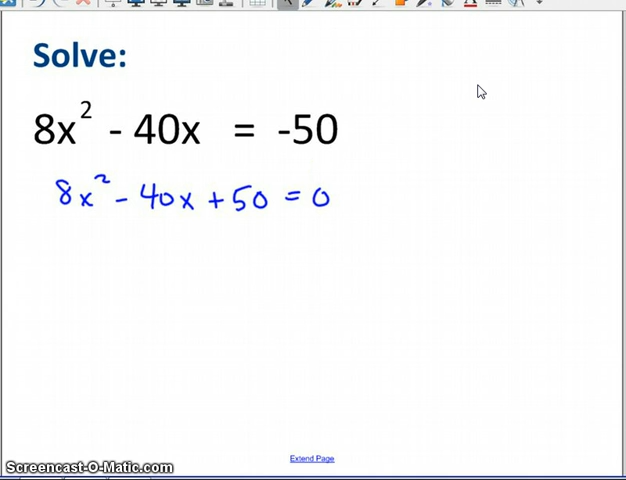 Solve:
8x² - 40x = -50
8x² - 40x + 50 = 0
Extend Page
Screencast-O-Matic.com